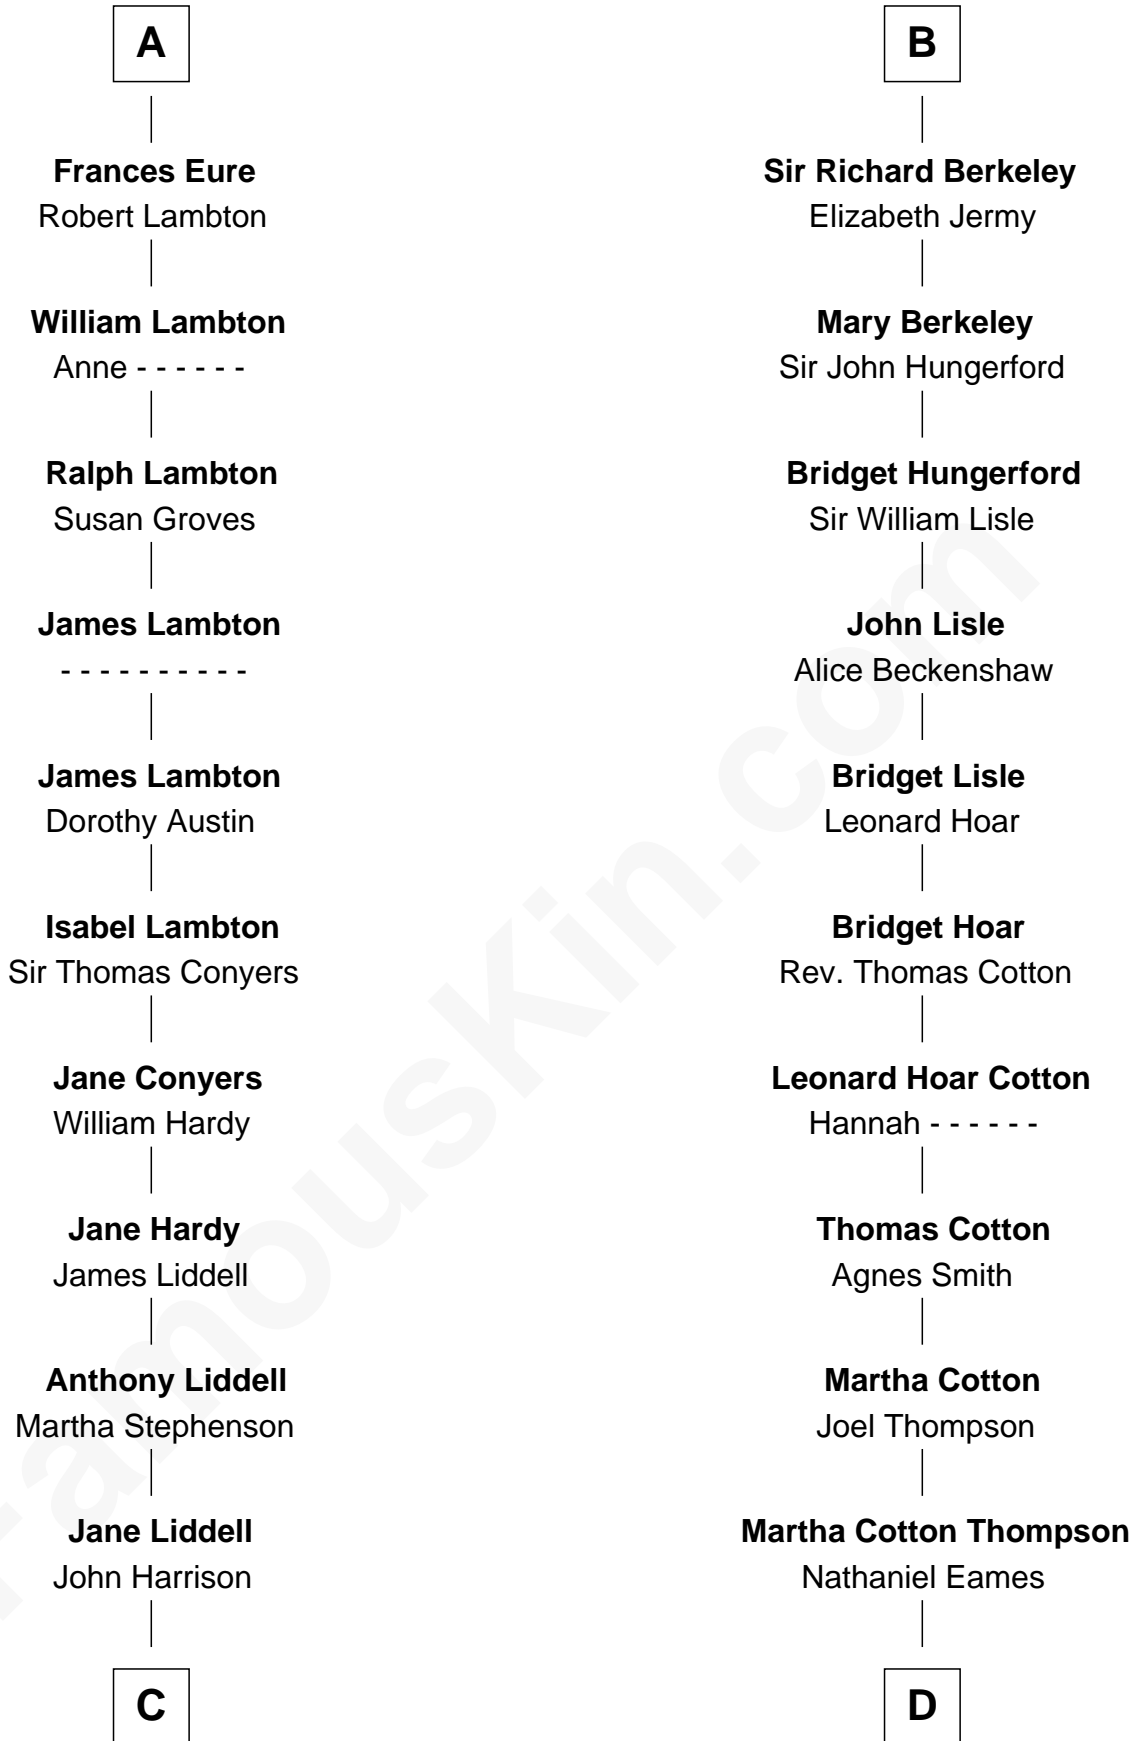 A
Frances Eure
Robert Lambton
William Lambton
Anne - - - - - -
Ralph Lambton
Susan Groves
James Lambton
- - - - - - - - - -
James Lambton
Dorothy Austin
Isabel Lambton
Sir Thomas Conyers
Jane Conyers
William Hardy
Jane Hardy
James Liddell
Anthony Liddell
Martha Stephenson
Jane Liddell
John Harrison
C
B
Sir Richard Berkeley
Elizabeth Jermy
Mary Berkeley
Sir John Hungerford
Bridget Hungerford
Sir William Lisle
John Lisle
Alice Beckenshaw
Bridget Lisle
Leonard Hoar
Bridget Hoar
Rev. Thomas Cotton
Leonard Hoar Cotton
Hannah - - - - - -
Thomas Cotton
Agnes Smith
Martha Cotton
Joel Thompson
Martha Cotton Thompson
Nathaniel Eames
D
FamousKin.com